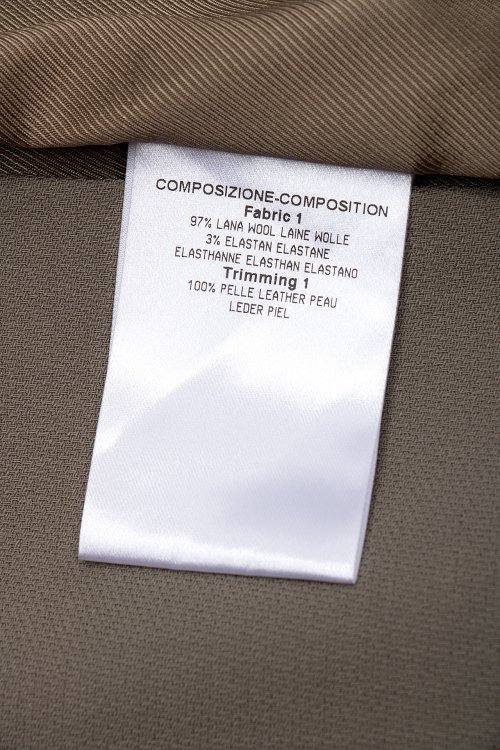 COMPOSIZIONE-COMPOSITION
Fabric 1
97% LANA WOOL LAINE WOLLE
3% ELASTAN ELASTANE
ELASTHANNE ELASTHAN ELASTANO
Trimming 1
100% PELLE LEATHER PEAU
LEDER PIEL